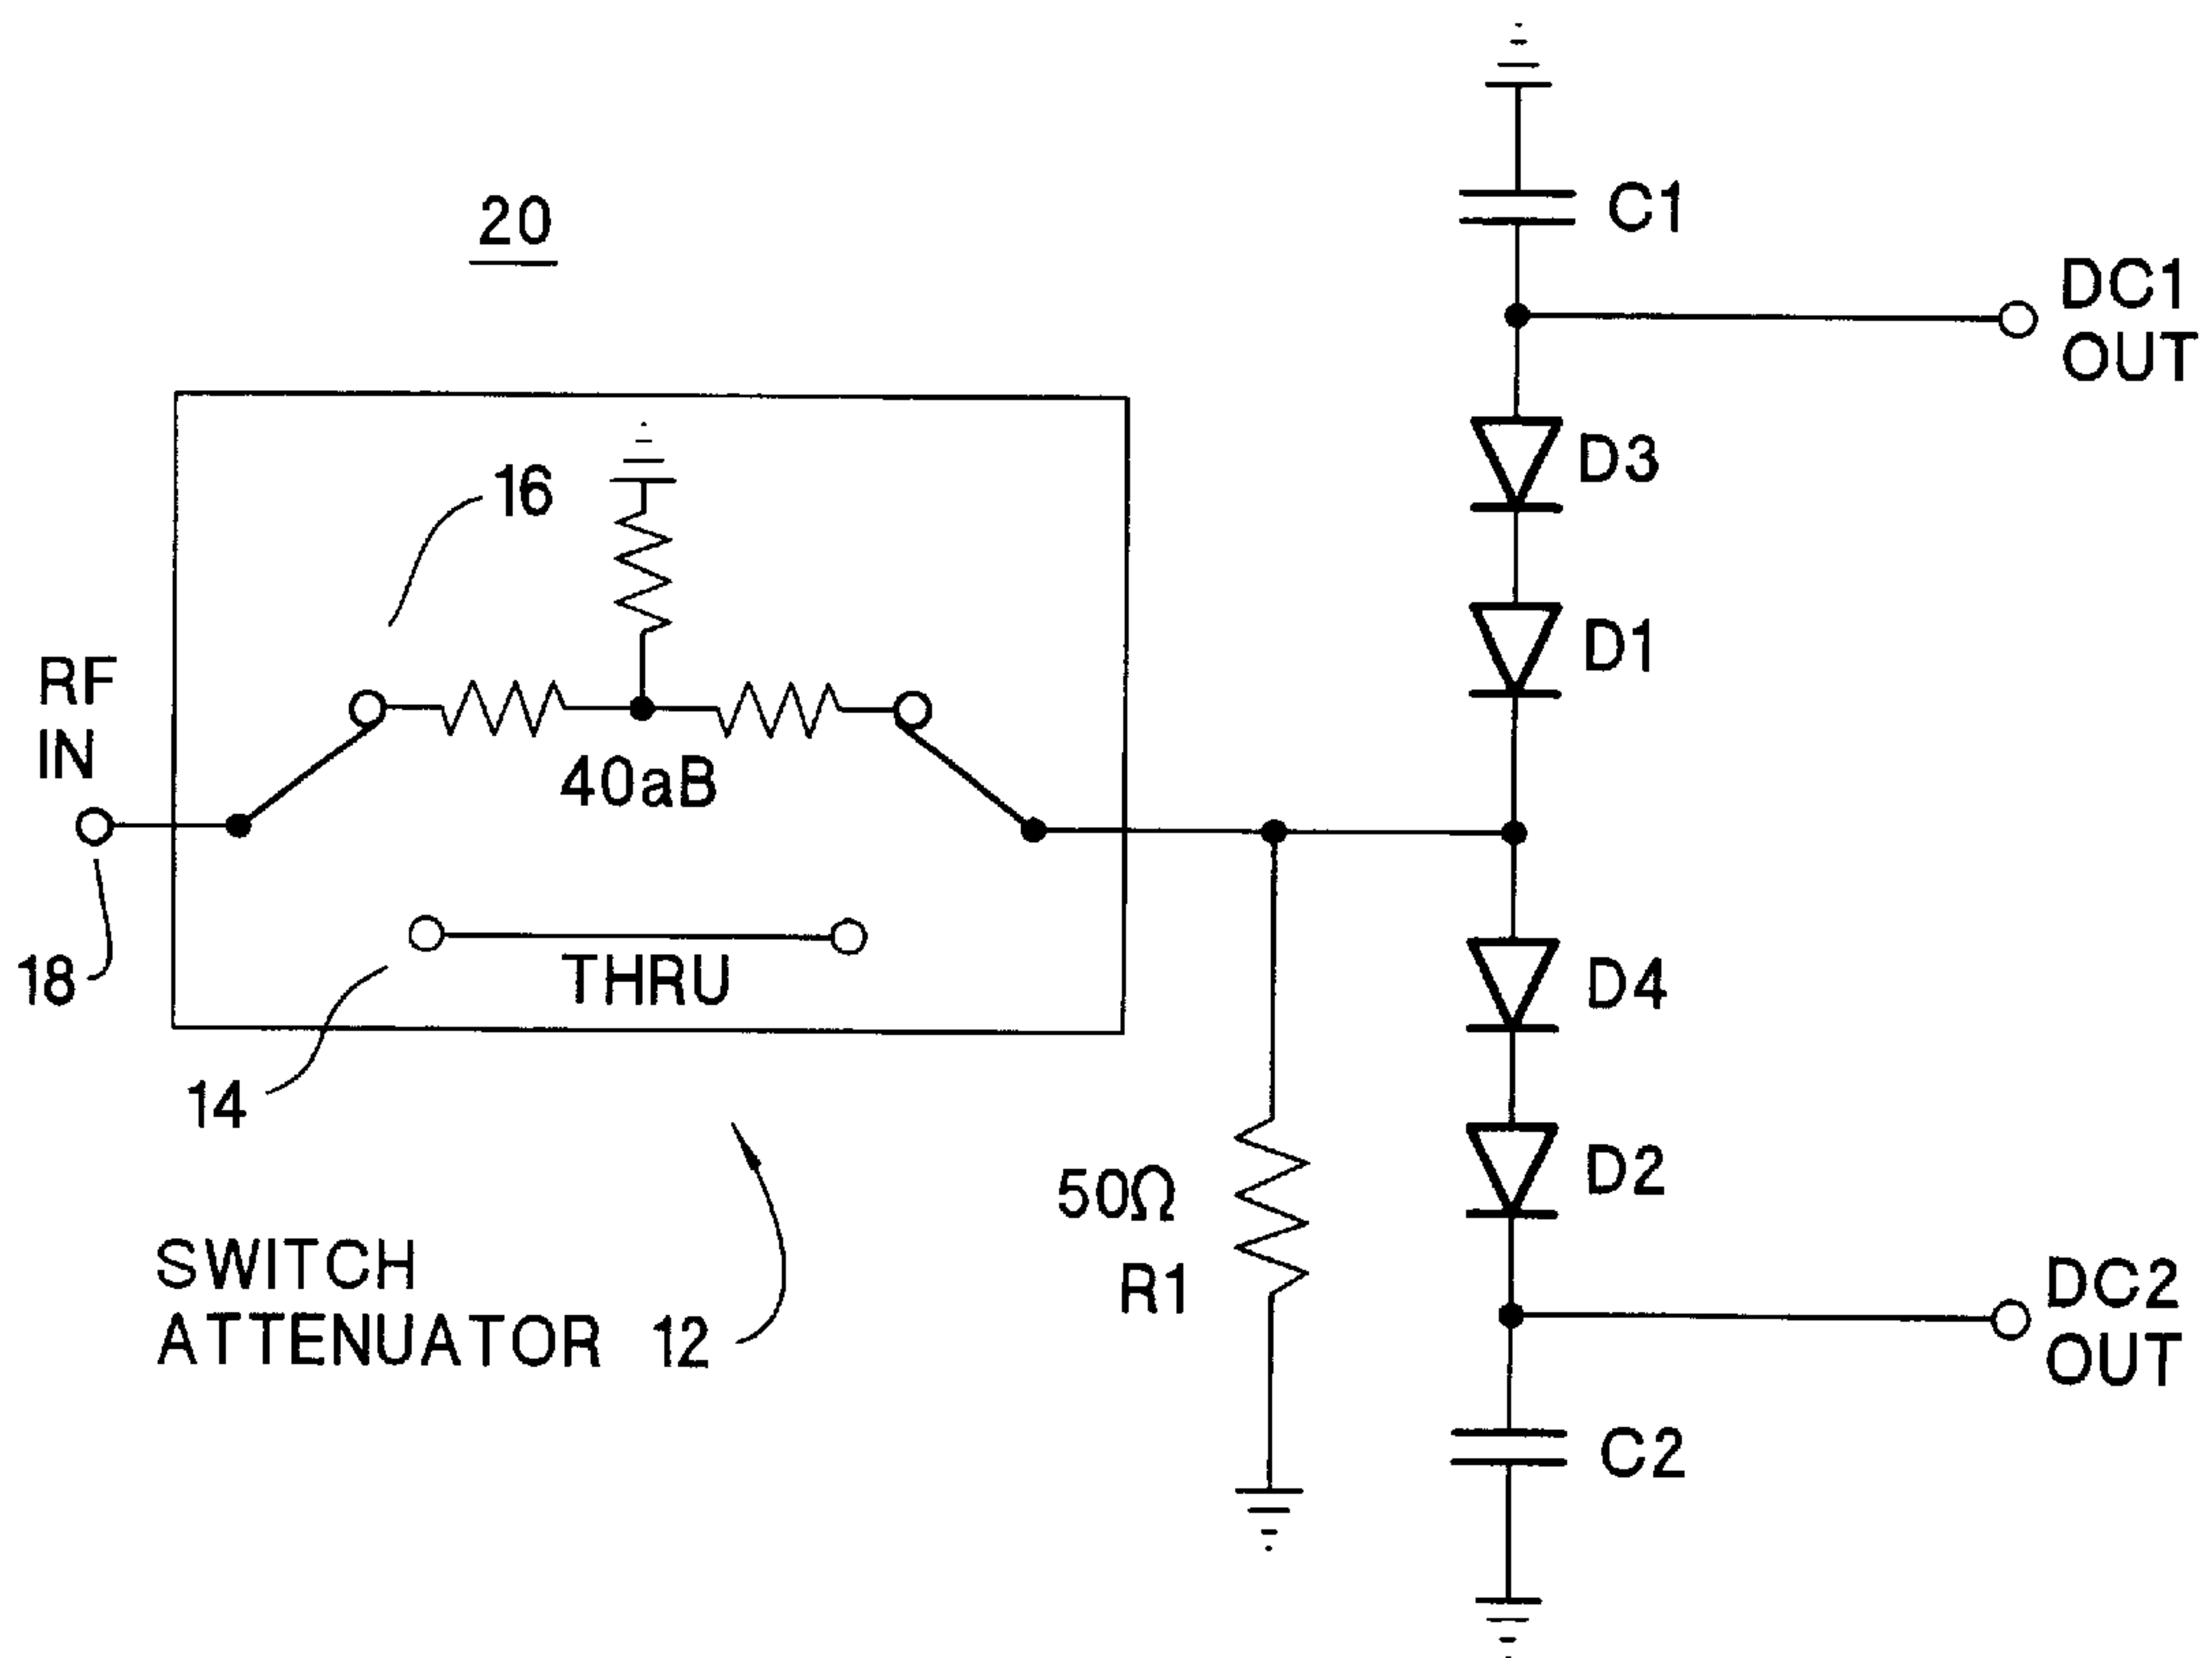 20
C1
DC1
OUT
D3
16
D1
RF
IN
40aB
18
THRU
D4
14
50Ω
R1
D2
SWITCH
ATTENUATOR 12
DC2
OUT
C2